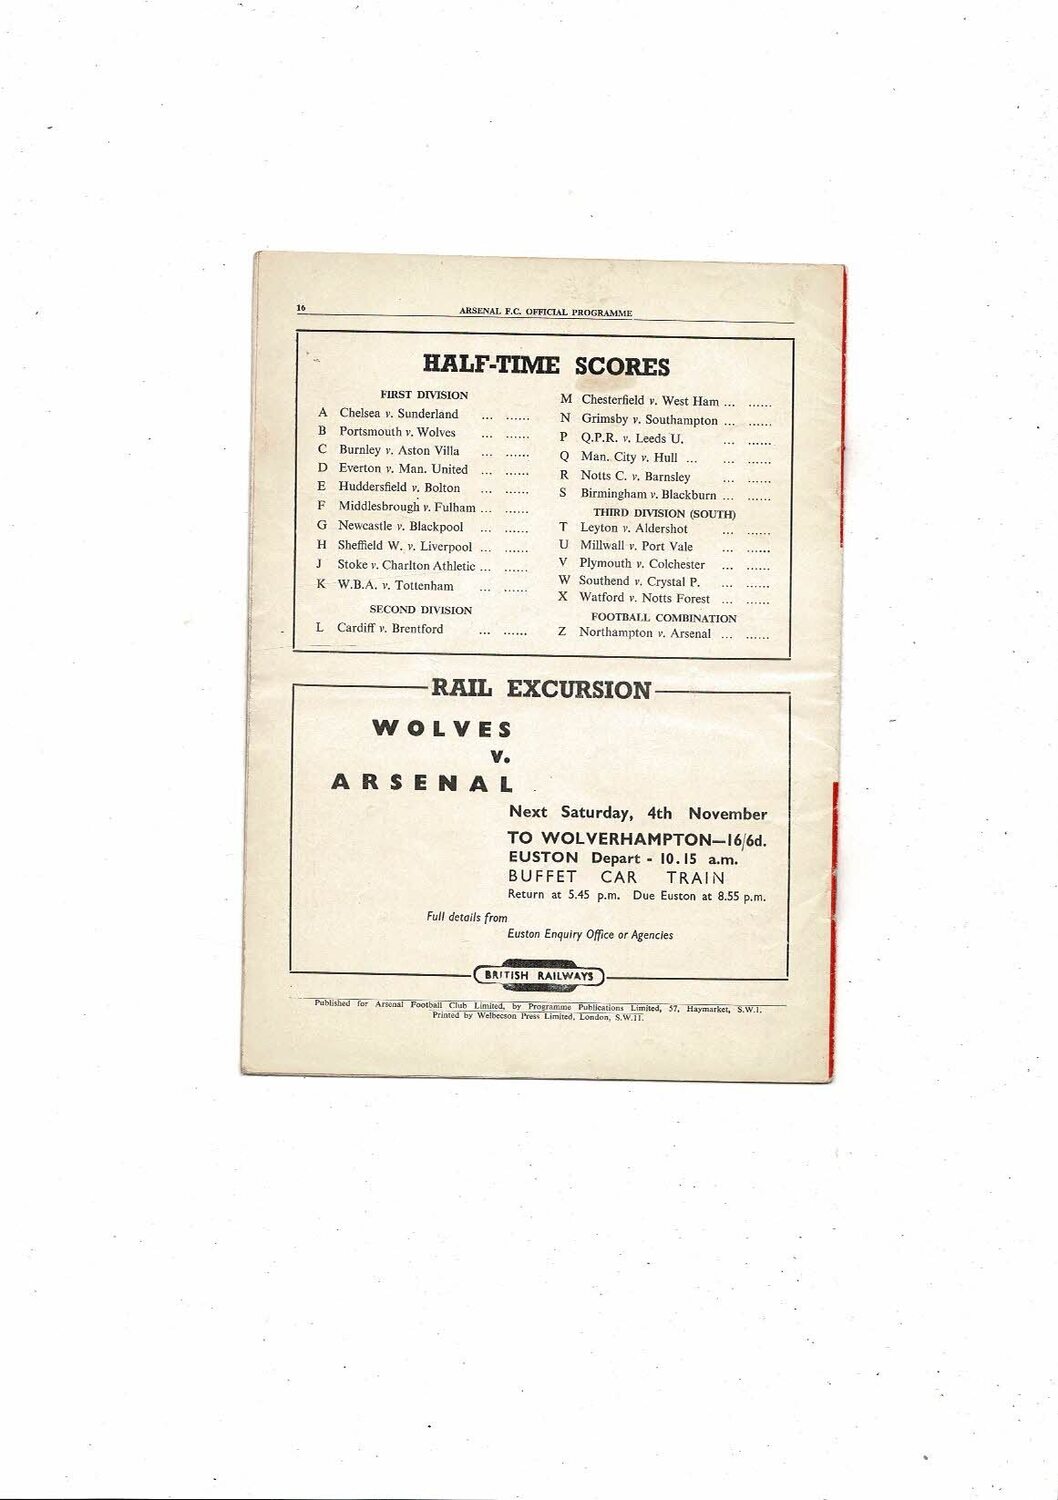 16
ARSENAL F.C. OFFICIAL PROGRAMME
HALF-TIME SCORES
FIRST DIVISION
A Chelsea v. Sunderland ... ......
B Portsmouth v. Wolves ... ......
C Burnley v. Aston Villa ... ......
D Everton v. Man. United ... ......
E Huddersfield v. Bolton ... ......
F Middlesbrough v. Fulham ... ......
G Newcastle v. Blackpool ... ......
H Sheffield W. v. Liverpool ... ......
J Stoke v. Charlton Athletic ... ......
K W.B.A. v. Tottenham ... ......
SECOND DIVISION
L Cardiff v. Brentford ... ......
M Chesterfield v. West Ham ... ......
N Grimsby v. Southampton ... ......
P Q.P.R. v. Leeds U. ... ......
Q Man. City v. Hull ... ... ......
R Notts C. v. Barnsley ... ......
S Birmingham v. Blackburn ... ......
THIRD DIVISION (SOUTH)
T Leyton v. Aldershot ... ......
U Millwall v. Port Vale ... ......
V Plymouth v. Colchester ... ......
W Southend v. Crystal P. ... ......
X Watford v. Notts Forest ... ......
FOOTBALL COMBINATION
Z Northampton v. Arsenal ... ......
RAIL EXCURSION
WOLVES
v.
ARSENAL
Next Saturday, 4th November
TO WOLVERHAMPTON—16/6d.
EUSTON Depart - 10.15 a.m.
BUFFET CAR TRAIN
Return at 5.45 p.m. Due Euston at 8.55 p.m.
Full details from
Euston Enquiry Office or Agencies
BRITISH RAILWAYS
Published for Arsenal Football Club Limited, by Programme Publications Limited, 57, Haymarket, S.W.1.
Printed by Welbecson Press Limited, London, S.W.11.